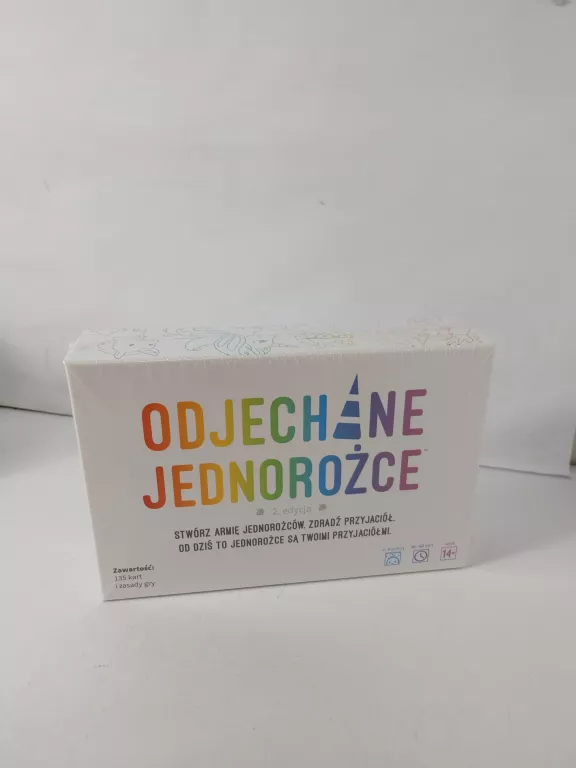 ODJECHANE
JEDNOROŻCE™
2. edycja
STWÓRZ ARMIĘ JEDNOROŻCÓW. ZDRADŹ PRZYJACIÓŁ.
OD DZIŚ TO JEDNOROŻCE SĄ TWOIMI PRZYJACIÓŁMI.
Zawartość:
135 kart
i zasady gry
14+